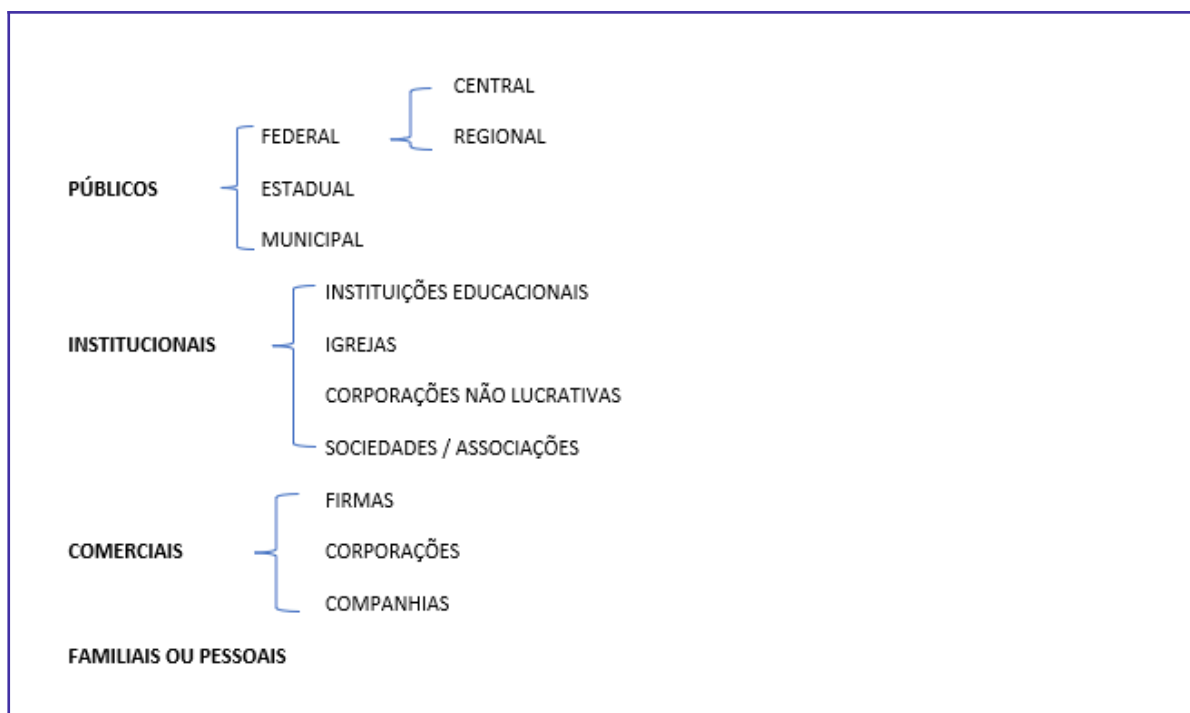 CENTRAL
FEDERAL REGIONAL
PÚBLICOS ESTADUAL
MUNICIPAL
INSTITUIÇÕES EDUCACIONAIS
INSTITUCIONAIS IGREJAS
CORPORAÇÕES NÃO LUCRATIVAS
SOCIEDADES / ASSOCIAÇÕES
FIRMAS
COMERCIAIS CORPORAÇÕES
COMPANHIAS
FAMILIAIS OU PESSOAIS